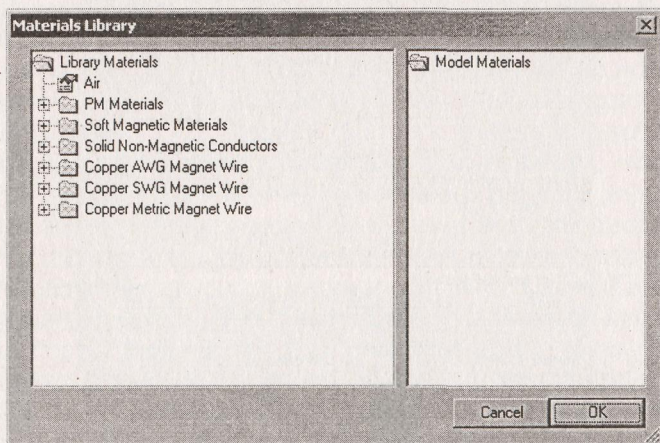 Materials Library
Library Materials
Air
PM Materials
Soft Magnetic Materials
Solid Non-Magnetic Conductors
Copper AWG Magnet Wire
Copper SWG Magnet Wire
Copper Metric Magnet Wire
Model Materials
Cancel
OK